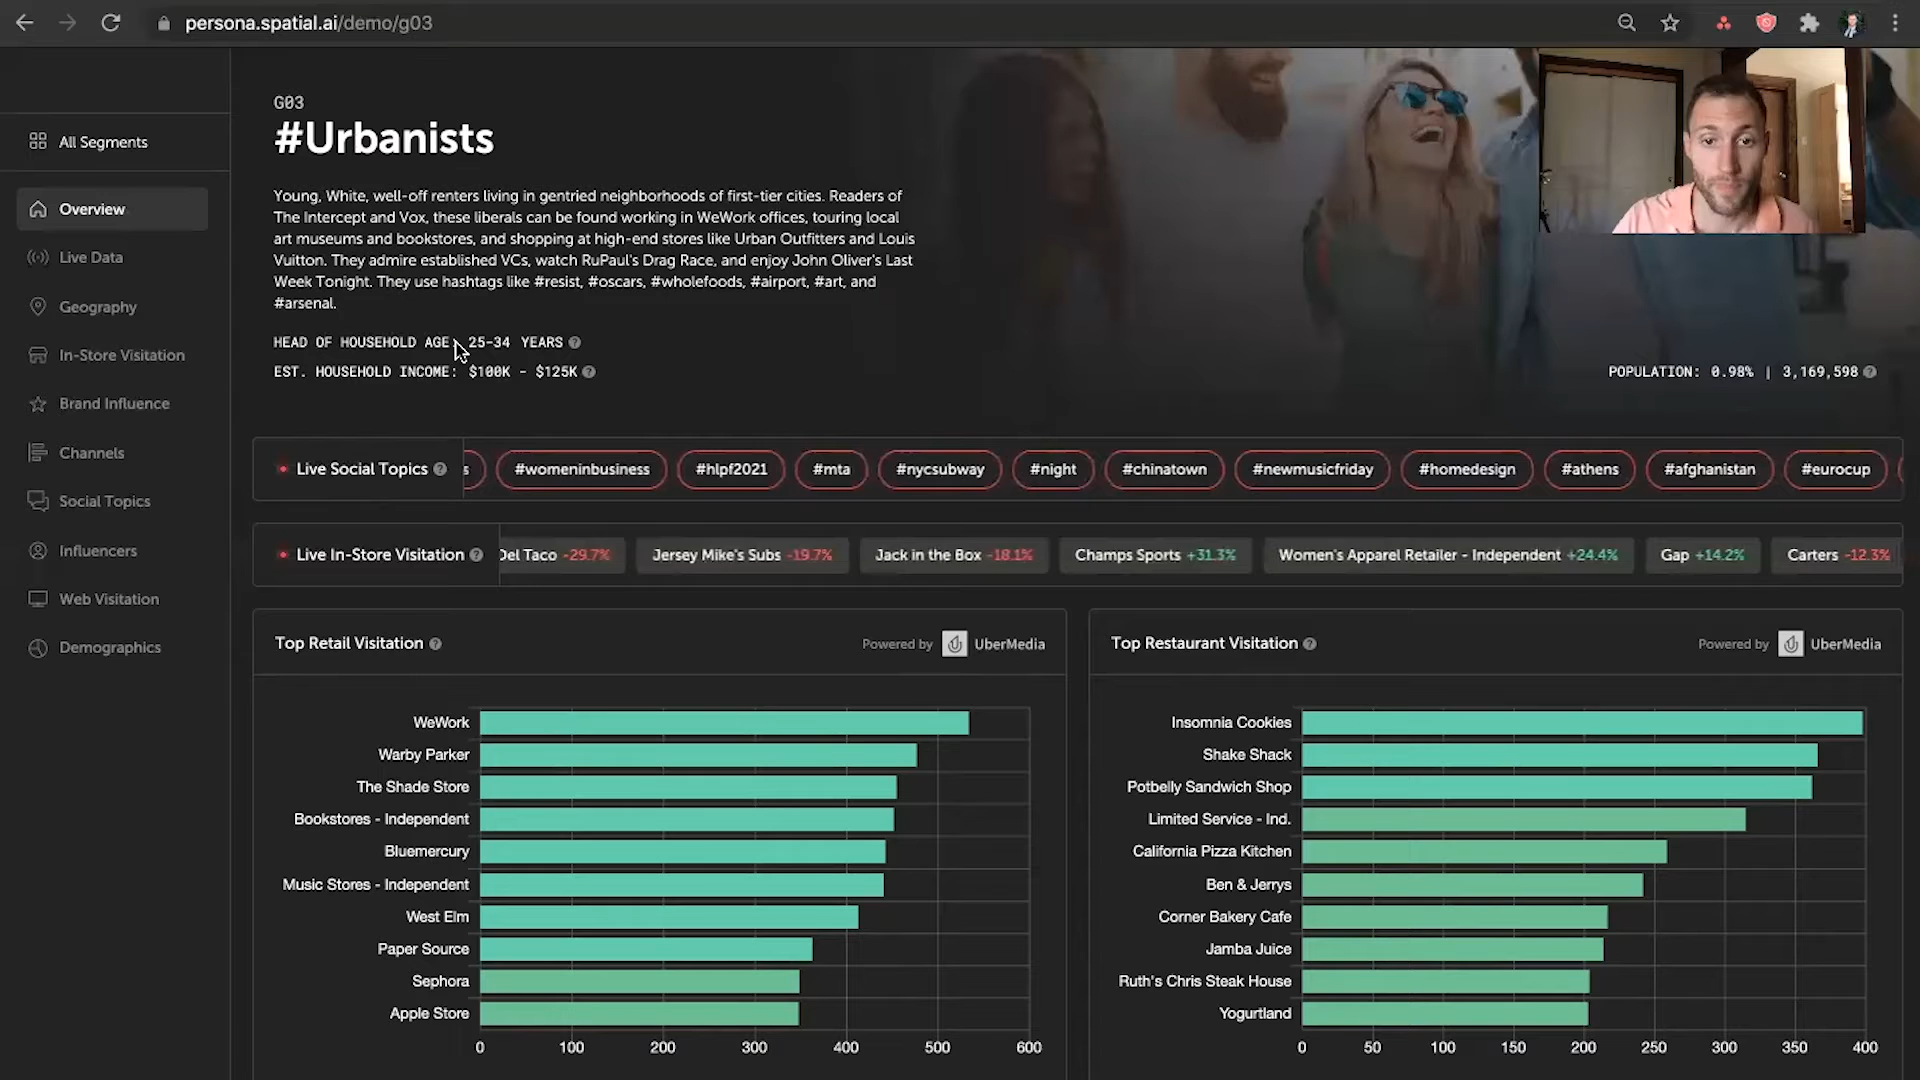 persona.spatial.ai/demo/g03
G03
#Urbanists
All Segments
Overview
Live Data
Geography
In-Store Visitation
Brand Influence
Channels
Social Topics
Influencers
Web Visitation
Demographics
Young, White, well-off renters living in gentried neighborhoods of first-tier cities. Readers of
The Intercept and Vox, these liberals can be found working in WeWork offices, touring local
art museums and bookstores, and shopping at high-end stores like Urban Outfitters and Louis
Vuitton. They admire established VCs, watch RuPaul's Drag Race, and enjoy John Oliver's Last
Week Tonight. They use hashtags like #resist, #oscars, #wholefoods, #airport, #art, and
#arsenal.
HEAD OF HOUSEHOLD AGE: 25-34 YEARS ?
EST. HOUSEHOLD INCOME: $100K - $125K ?
POPULATION: 0.98% | 3,169,598 ?
Live Social Topics ? s #womeninbusiness #hlpf2021 #mta #nycsubway #night #chinatown #newmusicfriday #homedesign #athens #afghanistan #eurocup
Live In-Store Visitation ? Del Taco -29.7% Jersey Mike's Subs -19.7% Jack in the Box -18.1% Champs Sports +31.3% Women's Apparel Retailer - Independent +24.4% Gap +14.2% Carters -12.3%
Top Retail Visitation ? Powered by UberMedia
WeWork
Warby Parker
The Shade Store
Bookstores - Independent
Bluemercury
Music Stores - Independent
West Elm
Paper Source
Sephora
Apple Store
0 100 200 300 400 500 600
Top Restaurant Visitation ? Powered by UberMedia
Insomnia Cookies
Shake Shack
Potbelly Sandwich Shop
Limited Service - Ind.
California Pizza Kitchen
Ben & Jerrys
Corner Bakery Cafe
Jamba Juice
Ruth's Chris Steak House
Yogurtland
0 50 100 150 200 250 300 350 400